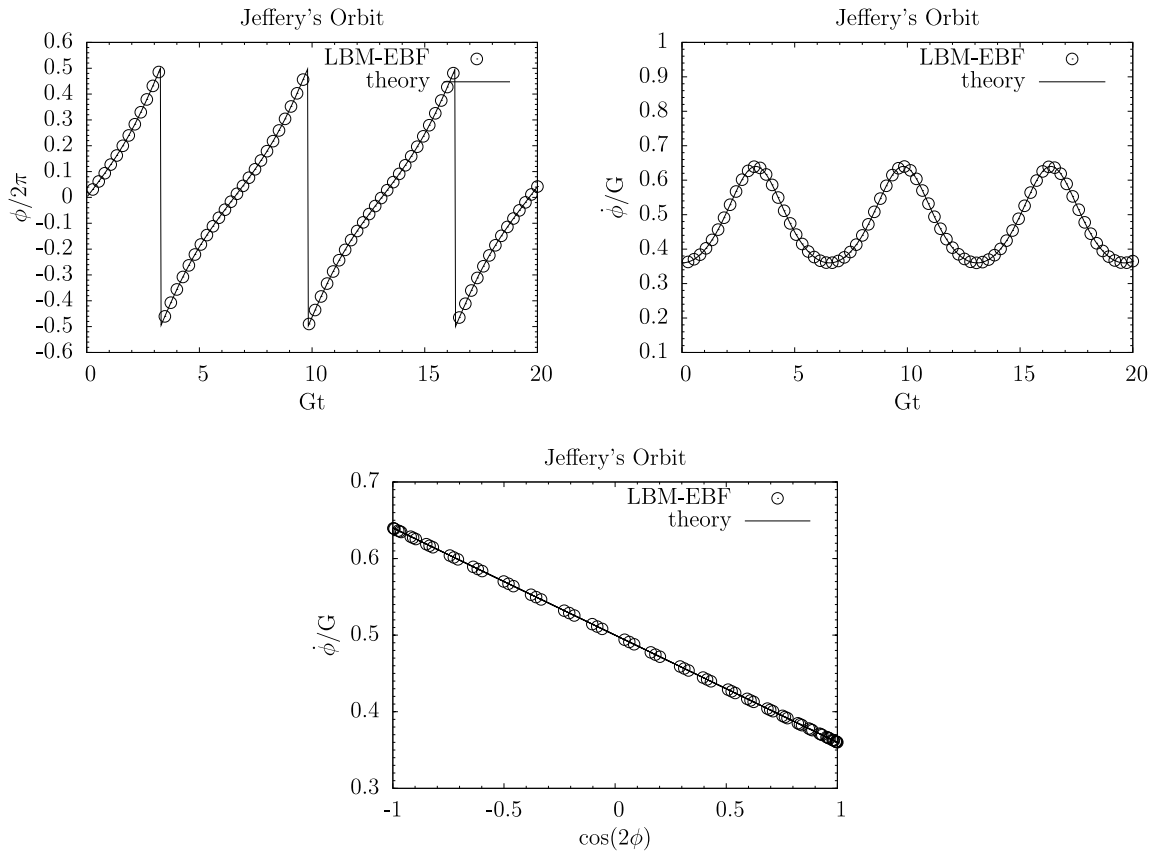 Jeffery's Orbit
LBM-EBF
theory
0.6
0.5
0.4
0.3
0.2
0.1
0
-0.1
-0.2
-0.3
-0.4
-0.5
-0.6
ϕ/2π
0 5 10 15 20
Gt
Jeffery's Orbit
LBM-EBF
theory
1
0.9
0.8
0.7
0.6
0.5
0.4
0.3
0.2
0.1
ϕ̇/G
0 5 10 15 20
Gt
Jeffery's Orbit
LBM-EBF
theory
0.7
0.6
0.5
0.4
0.3
ϕ̇/G
-1 -0.5 0 0.5 1
cos(2ϕ)